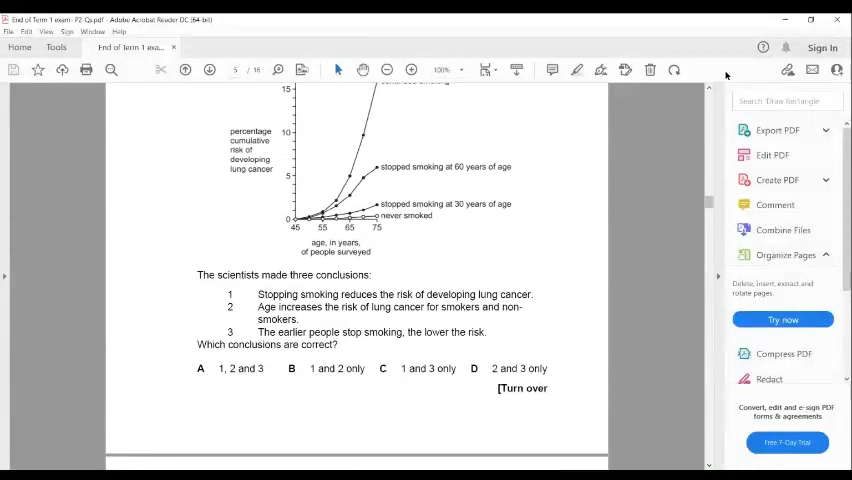 End of Term 1 exam- P2-Qs.pdf - Adobe Acrobat Reader DC (64-bit)
File Edit View Sign Window Help
Home Tools End of Term 1 exa... × Sign In
5 / 16 100%
15
continued smoking
percentage
cumulative
risk of
developing
lung cancer
10
5
0
stopped smoking at 60 years of age
stopped smoking at 30 years of age
never smoked
45 55 65 75
age, in years,
of people surveyed
The scientists made three conclusions:
1 Stopping smoking reduces the risk of developing lung cancer.
2 Age increases the risk of lung cancer for smokers and non-
smokers.
3 The earlier people stop smoking, the lower the risk.
Which conclusions are correct?
A 1, 2 and 3 B 1 and 2 only C 1 and 3 only D 2 and 3 only
[Turn over
Search 'Draw Rectangle'
Export PDF
Edit PDF
Create PDF
Comment
Combine Files
Organize Pages
Delete, insert, extract and
rotate pages.
Try now
Compress PDF
Redact
Convert, edit and e-sign PDF
forms & agreements
Free 7-Day Trial